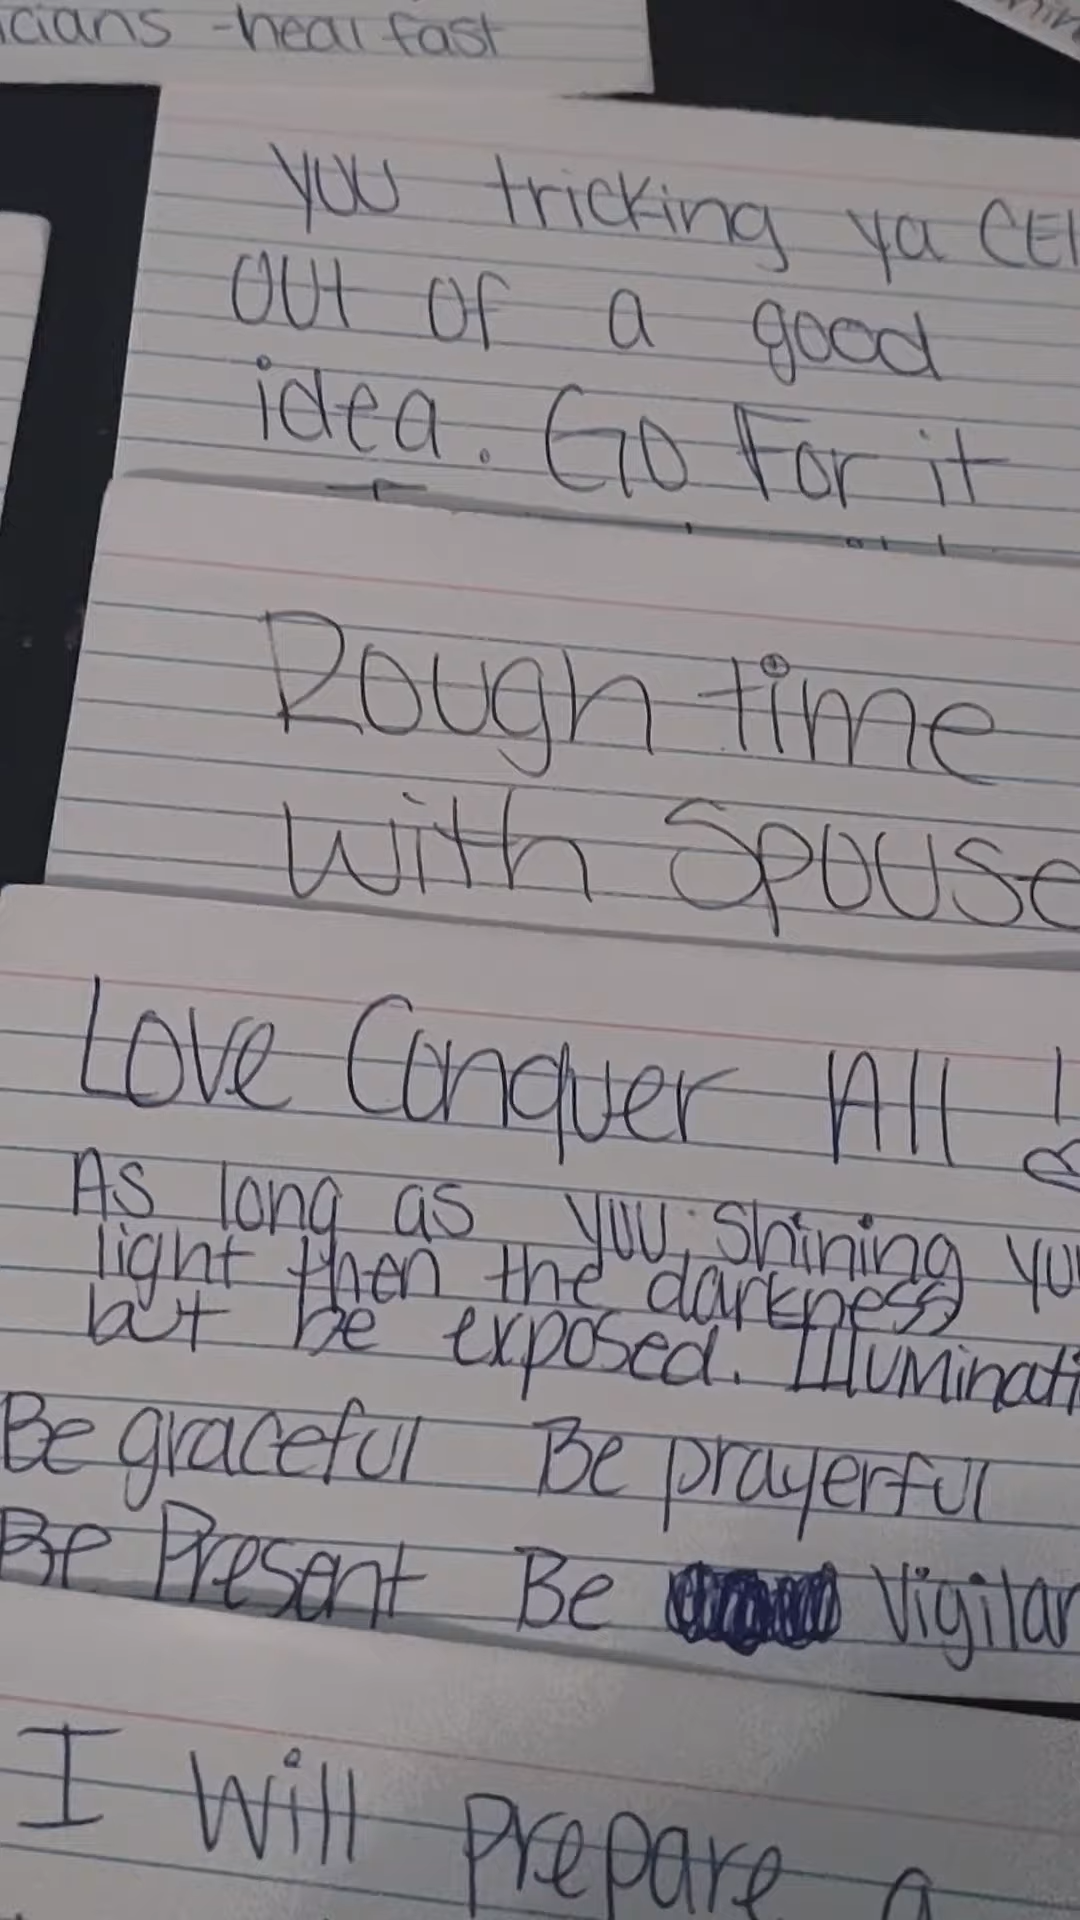 -heal fast
you tricking ya
out of a good
idea. Go For it
Rough time
with Spouse
Love Conquer All !
As long as you shining
light then the darkness
but be exposed.
Be graceful Be prayerful
Be Present Be
I Will prepare a